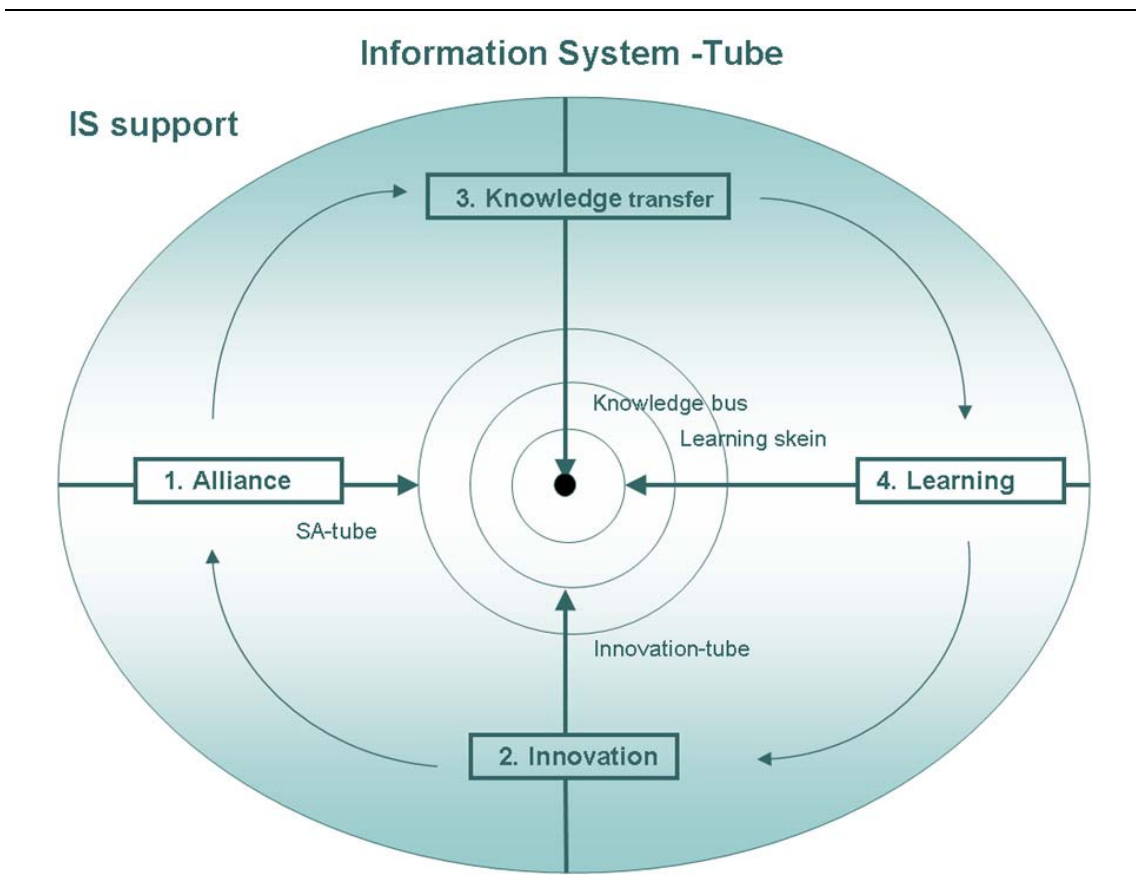 Information System -Tube
IS support
3. Knowledge transfer
Knowledge bus
Learning skein
1. Alliance
4. Learning
SA-tube
Innovation-tube
2. Innovation